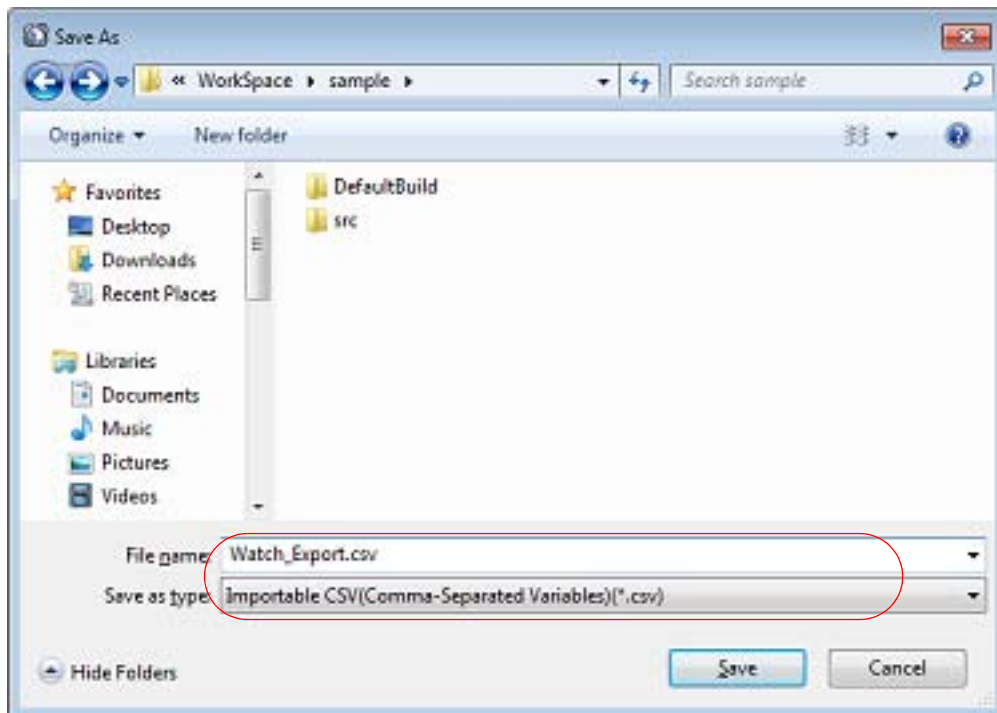 Save As
« WorkSpace ▸ sample ▸
Search sample
Organize
New folder
Favorites
Desktop
Downloads
Recent Places
Libraries
Documents
Music
Pictures
Videos
DefaultBuild
src
File name: Watch_Export.csv
Save as type: Importable CSV(Comma-Separated Variables)(*.csv)
Hide Folders
Save
Cancel